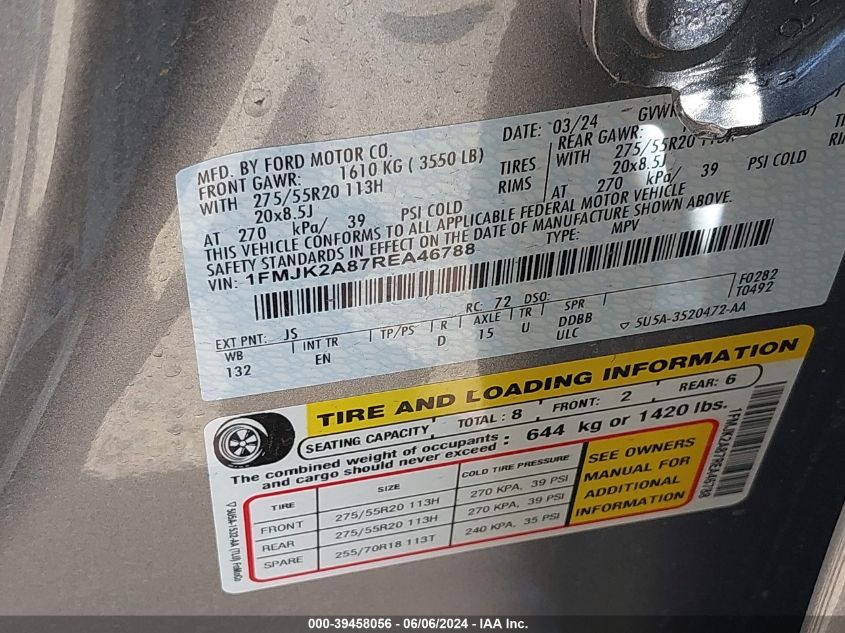 MFD. BY FORD MOTOR CO.
DATE: 03/24
FRONT GAWR: 1610 KG ( 3550 LB)
REAR GAWR:
WITH 275/55R20 113H TIRES
WITH 275/55R20
20x8.5J RIMS
20x8.5J
AT 270 kPa/ 39 PSI COLD
AT 270 kPa/ 39 PSI COLD
THIS VEHICLE CONFORMS TO ALL APPLICABLE FEDERAL MOTOR VEHICLE
SAFETY STANDARDS IN EFFECT ON THE DATE OF MANUFACTURE SHOWN ABOVE.
VIN: 1FMJK2A87REA46788
TYPE: MPV
F0282
T0492
RC: 72 DSO:
EXT PNT: JS
WB INT TR TP/PS R AXLE TR SPR
132 EN D 15 U DDBB
ULC
▽ 5U5A-3520472-AA
TIRE AND LOADING INFORMATION
SEATING CAPACITY TOTAL: 8 FRONT: 2 REAR: 6
The combined weight of occupants and cargo should never exceed : 644 kg or 1420 lbs.
TIRE SIZE COLD TIRE PRESSURE
FRONT 275/55R20 113H 270 KPA, 39 PSI
REAR 275/55R20 113H 270 KPA, 39 PSI
SPARE 255/70R18 113T 240 KPA, 35 PSI
SEE OWNERS
MANUAL FOR
ADDITIONAL
INFORMATION
1FMJK2A87REA46788
000-39458056 - 06/06/2024 - IAA Inc.